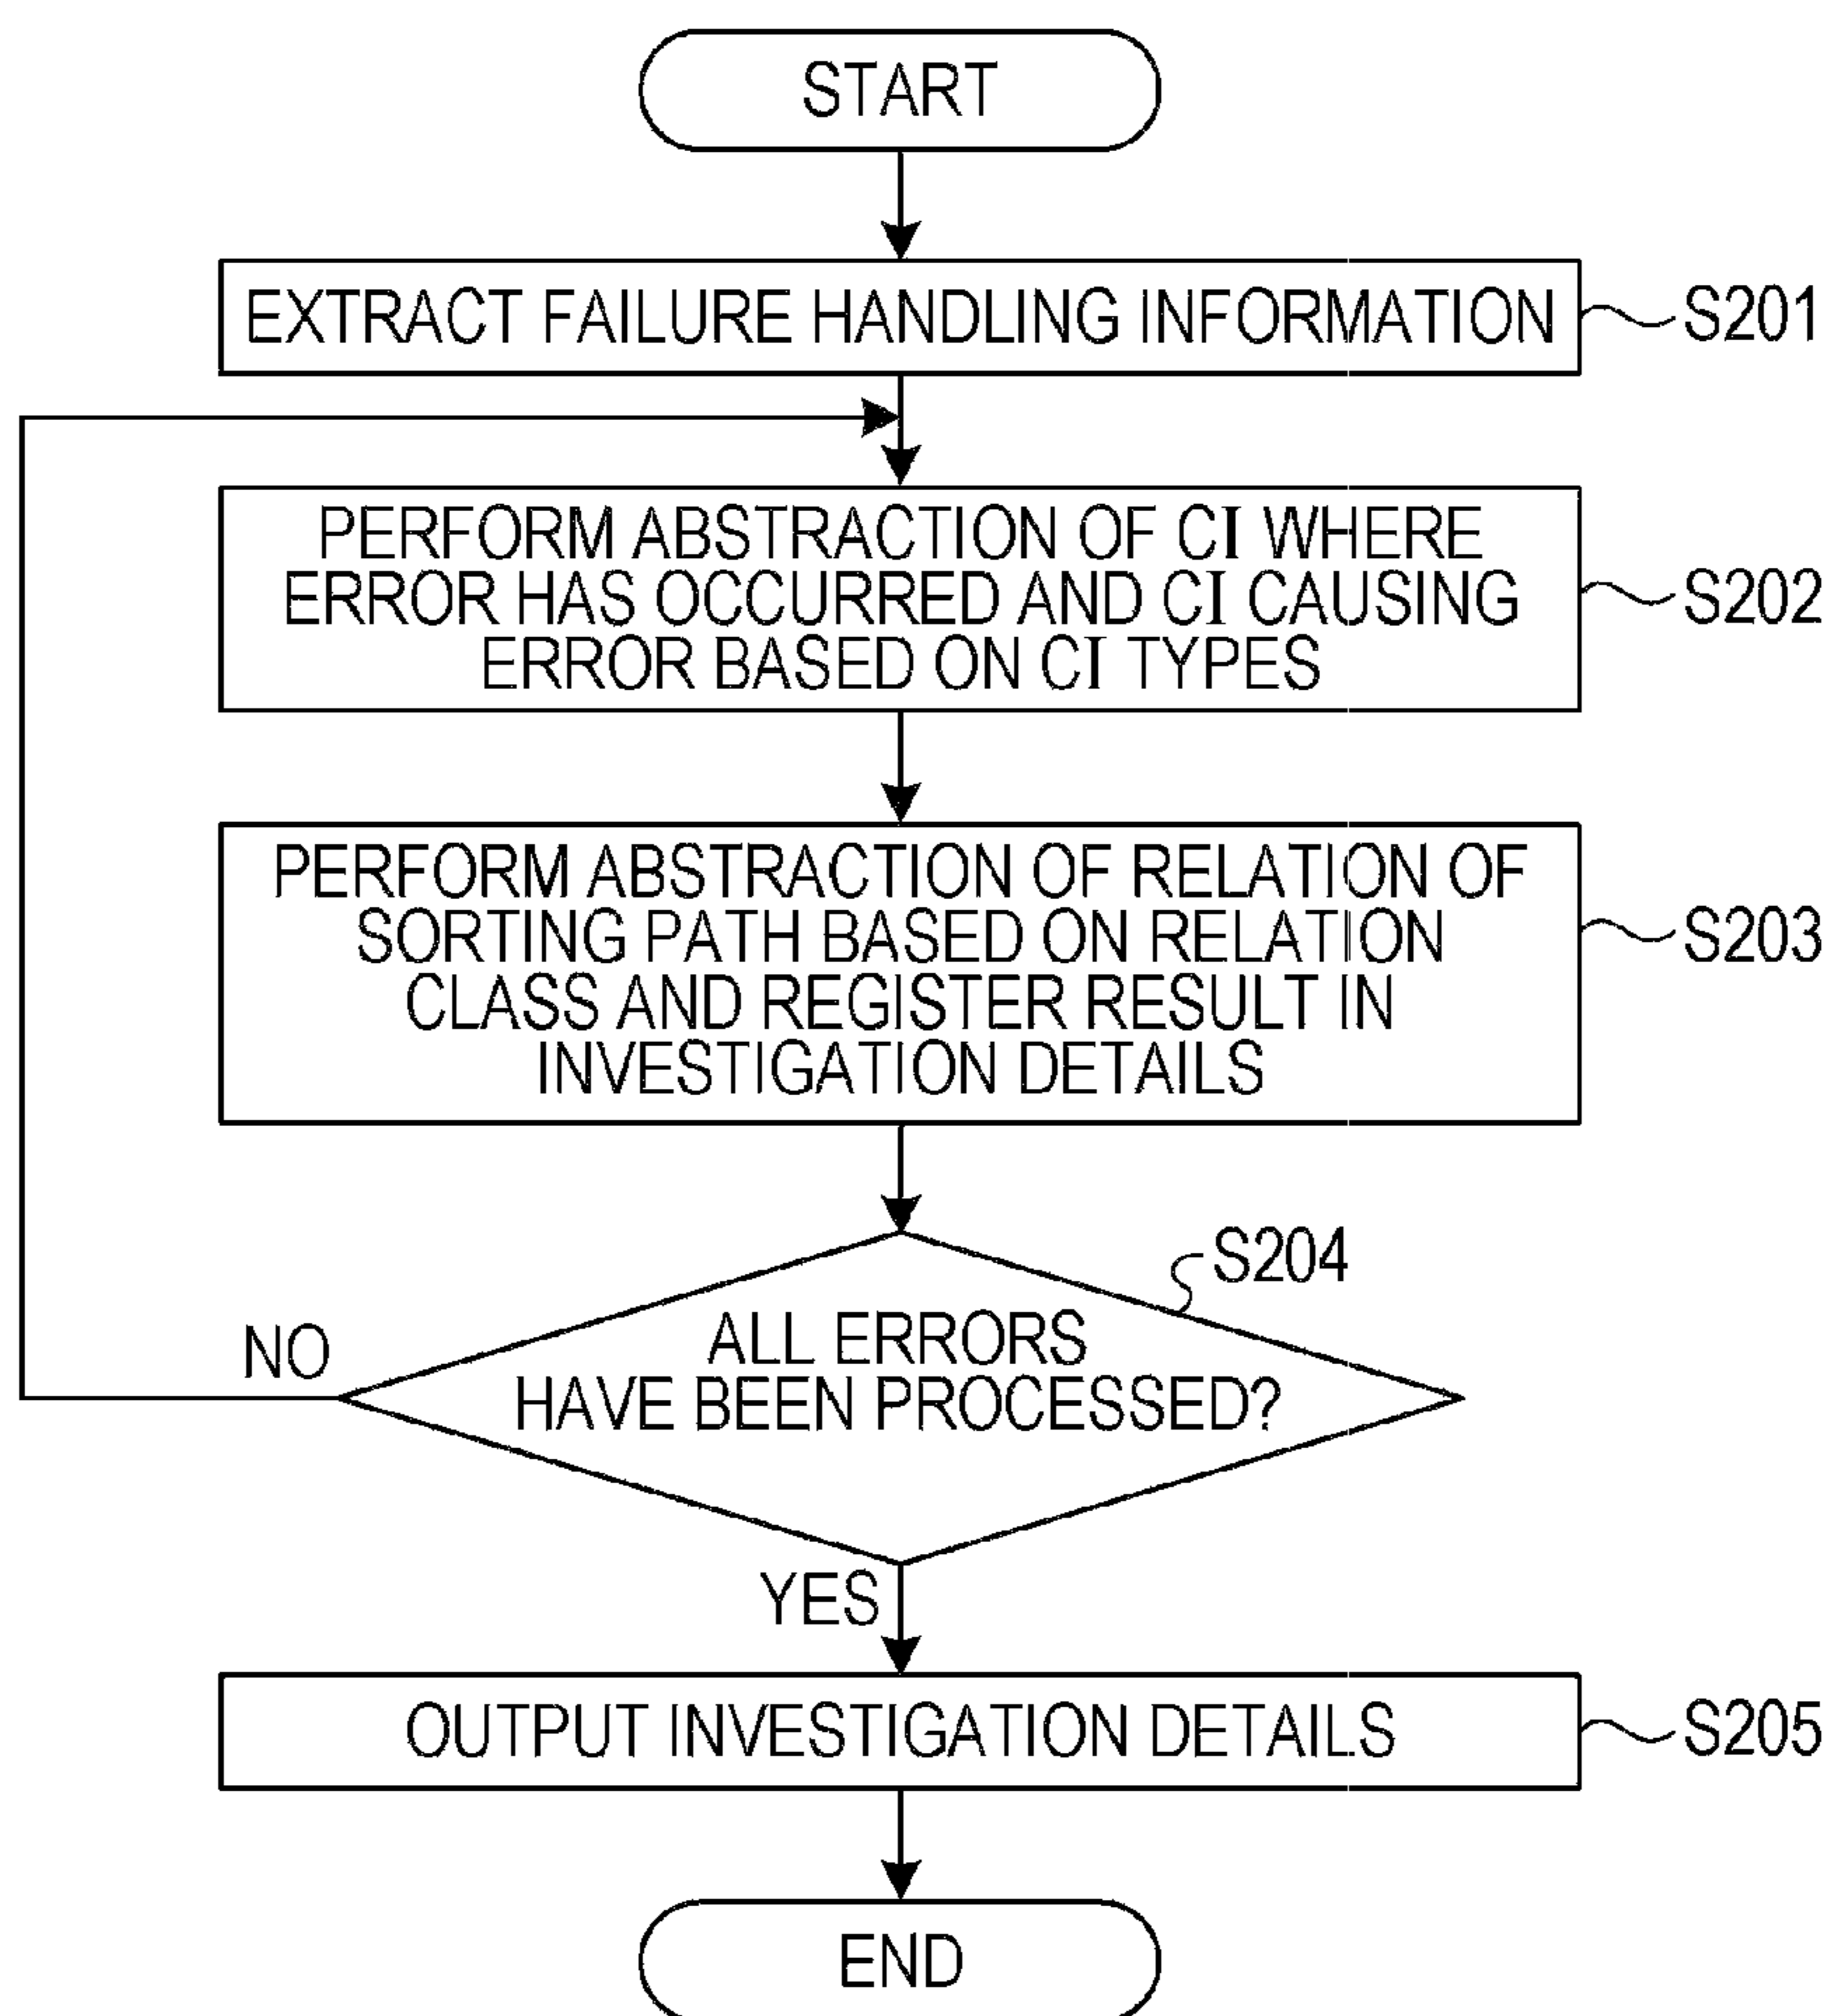 START
EXTRACT FAILURE HANDLING INFORMATION
S201
PERFORM ABSTRACTION OF CI WHERE
ERROR HAS OCCURRED AND CI CAUSING
ERROR BASED ON CI TYPES
S202
PERFORM ABSTRACTION OF RELATION OF
SORTING PATH BASED ON RELATION
CLASS AND REGISTER RESULT IN
INVESTIGATION DETAILS
S203
S204
ALL ERRORS
HAVE BEEN PROCESSED?
NO
YES
OUTPUT INVESTIGATION DETAILS
S205
END